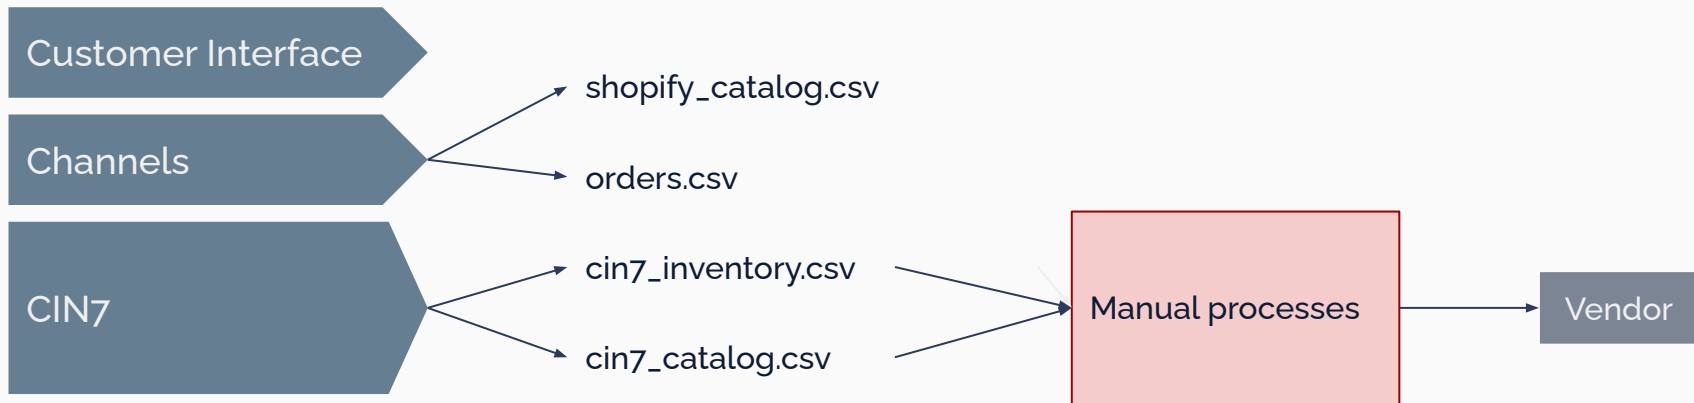 Customer Interface
shopify_catalog.csv
Channels
orders.csv
cin7_inventory.csv
CIN7
Manual processes
Vendor
cin7_catalog.csv